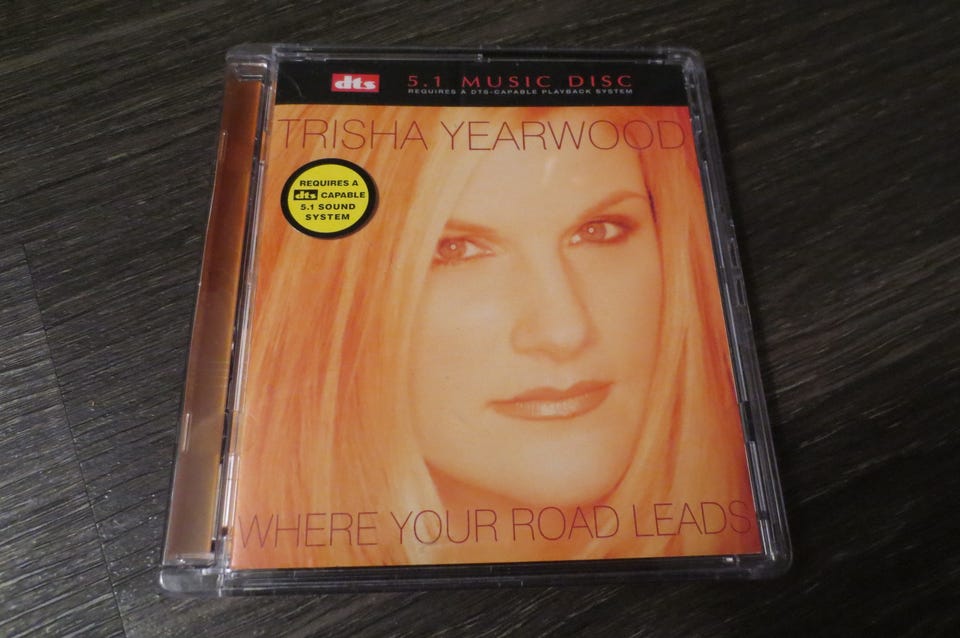 dts 5.1 MUSIC DISC
REQUIRES A DTS-CAPABLE PLAYBACK SYSTEM
TRISHA YEARWOOD
REQUIRES A
dts CAPABLE
5.1 SOUND
SYSTEM
WHERE YOUR ROAD LEADS